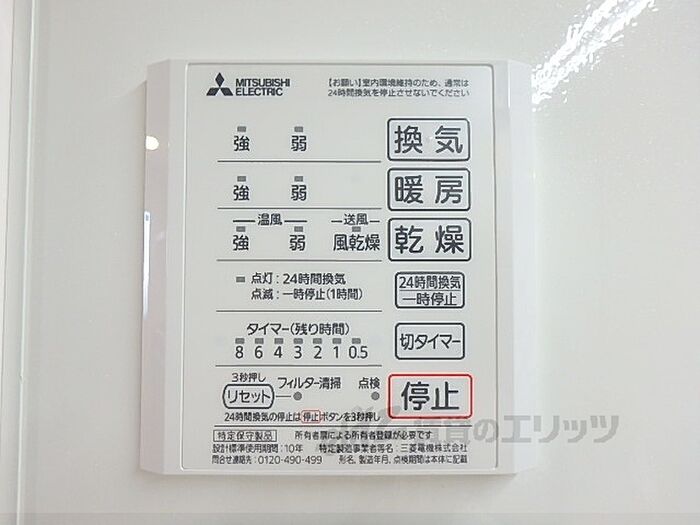 MITSUBISHI ELECTRIC
【お願い】室内環境維持のため、通常は
24時間換気を停止させないでください
強 弱 換気
強 弱 暖房
温風 送風
強 弱 風乾燥 乾燥
点灯:24時間換気
点滅:一時停止(1時間)
24時間換気
一時停止
タイマー(残り時間)
8 6 4 3 2 1 0.5
切タイマー
3秒押し
リセット フィルター清掃 点検 停止
24時間換気の停止は停止ボタンを3秒押し
特定保守製品 所有者票による所有者登録が必要です
設計標準使用期間:10年 特定製造事業者等名:三菱電機株式会社
問合せ連絡先:0120-490-499 形名、製造年月、点検期間は本体に記載
賃貸のエリッツ